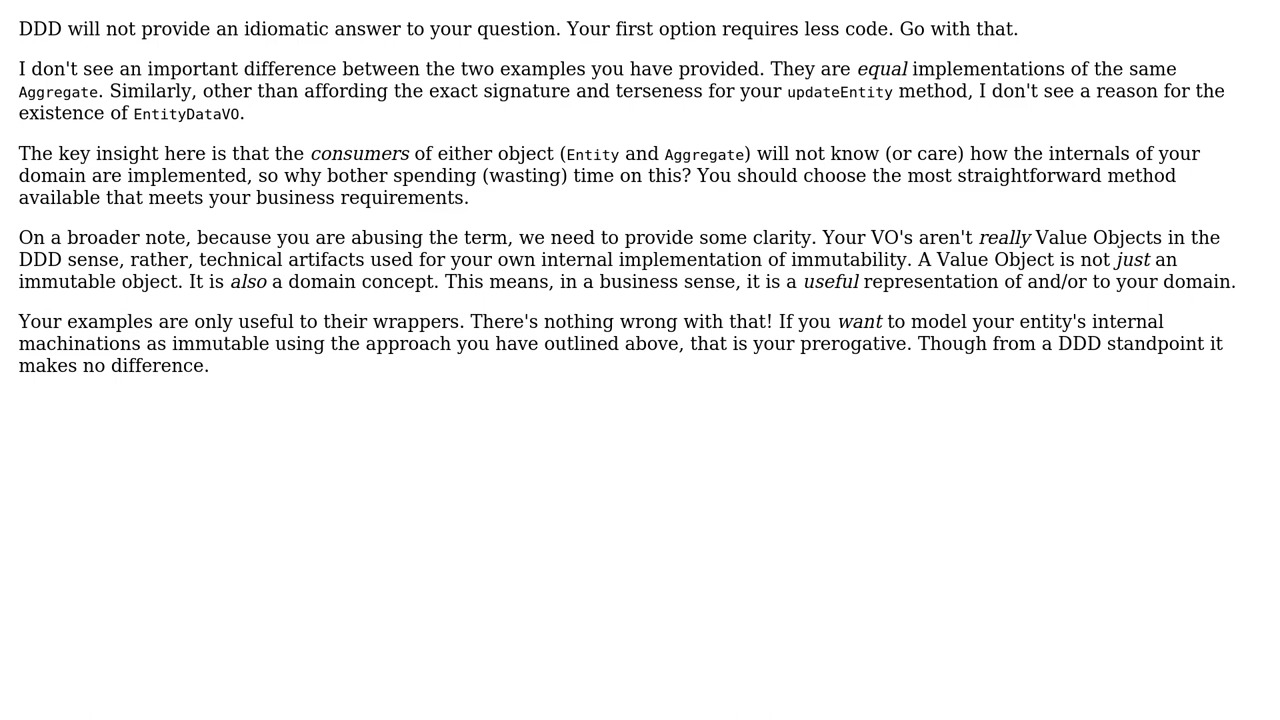 DDD will not provide an idiomatic answer to your question. Your first option requires less code. Go with that.
I don't see an important difference between the two examples you have provided. They are equal implementations of the same
Aggregate. Similarly, other than affording the exact signature and terseness for your updateEntity method, I don't see a reason for the
existence of EntityDataVO.
The key insight here is that the consumers of either object (Entity and Aggregate) will not know (or care) how the internals of your
domain are implemented, so why bother spending (wasting) time on this? You should choose the most straightforward method
available that meets your business requirements.
On a broader note, because you are abusing the term, we need to provide some clarity. Your VO's aren't really Value Objects in the
DDD sense, rather, technical artifacts used for your own internal implementation of immutability. A Value Object is not just an
immutable object. It is also a domain concept. This means, in a business sense, it is a useful representation of and/or to your domain.
Your examples are only useful to their wrappers. There's nothing wrong with that! If you want to model your entity's internal
machinations as immutable using the approach you have outlined above, that is your prerogative. Though from a DDD standpoint it
makes no difference.